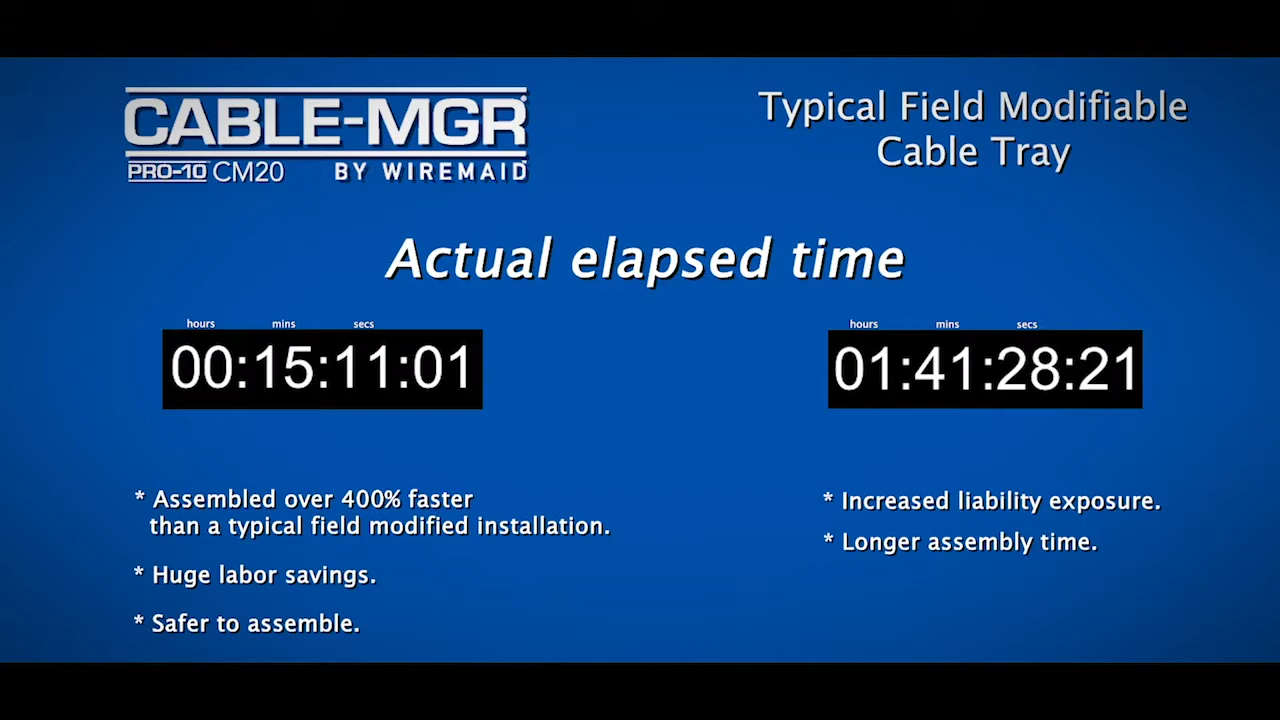 CABLE-MGR®
PRO-10™ CM20 BY WIREMAID
Typical Field Modifiable
Cable Tray
Actual elapsed time
hours mins secs
00:15:11:01
hours mins secs
01:41:28:21
* Assembled over 400% faster
than a typical field modified installation.
* Huge labor savings.
* Safer to assemble.
* Increased liability exposure.
* Longer assembly time.